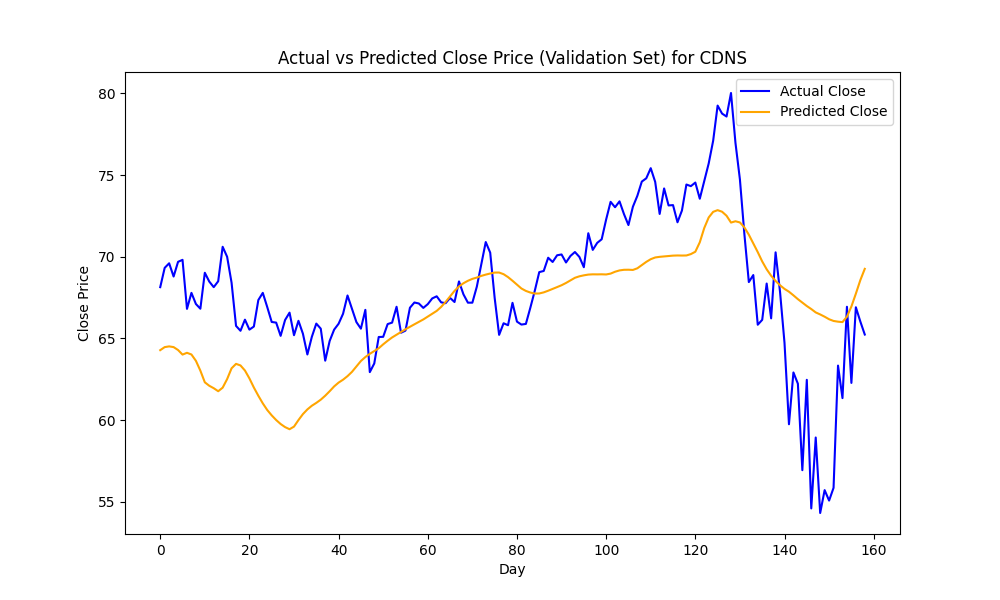 Actual vs Predicted Close Price (Validation Set) for CDNS
Actual Close
Predicted Close
Close Price
80
75
70
65
60
55
0 20 40 60 80 100 120 140 160
Day